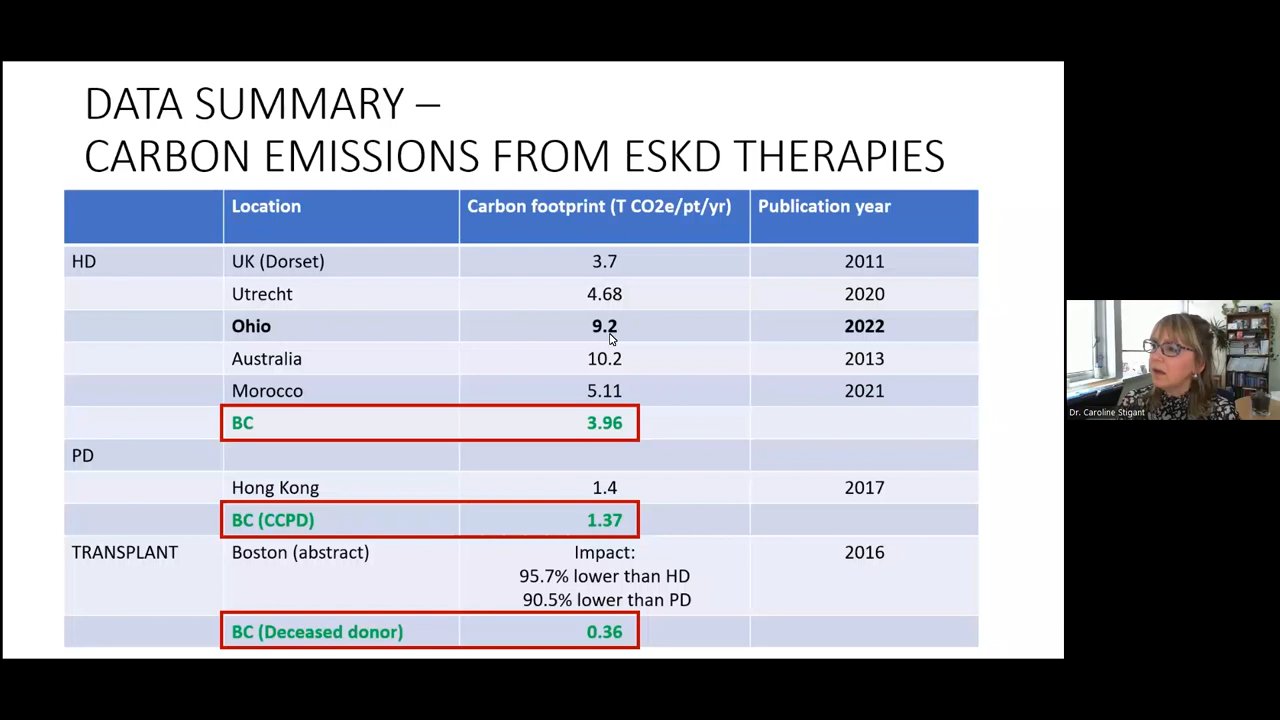 DATA SUMMARY –
CARBON EMISSIONS FROM ESKD THERAPIES
Location Carbon footprint (T CO2e/pt/yr) Publication year
HD UK (Dorset) 3.7 2011
Utrecht 4.68 2020
Ohio 9.2 2022
Australia 10.2 2013
Morocco 5.11 2021
BC 3.96
PD
Hong Kong 1.4 2017
BC (CCPD) 1.37
TRANSPLANT Boston (abstract) Impact: 2016
95.7% lower than HD
90.5% lower than PD
BC (Deceased donor) 0.36
Dr. Caroline Stigant